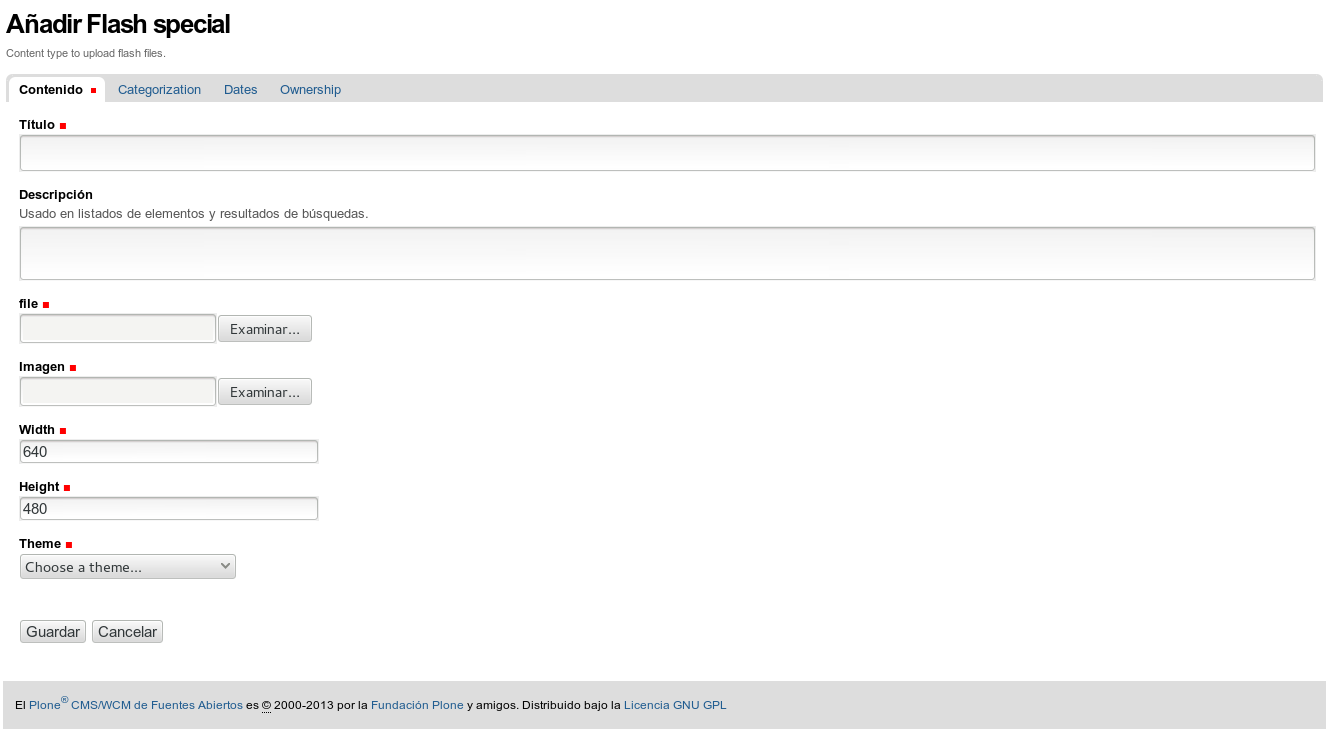 Añadir Flash special
Content type to upload flash files.
Contenido Categorization Dates Ownership
Título
Descripción
Usado en listados de elementos y resultados de búsquedas.
file
Examinar...
Imagen
Examinar...
Width
640
Height
480
Theme
Choose a theme...
Guardar Cancelar
El Plone® CMS/WCM de Fuentes Abiertos es © 2000-2013 por la Fundación Plone y amigos. Distribuido bajo la Licencia GNU GPL